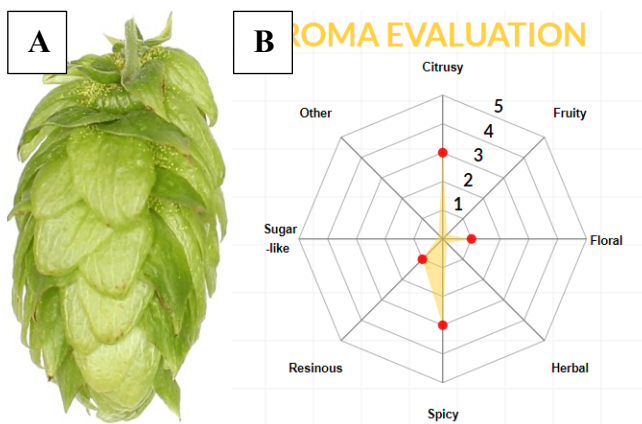 A
B
ROMA EVALUATION
Citrusy
Other
Fruity
5
4
3
2
1
Sugar
-like
Floral
Resinous
Herbal
Spicy